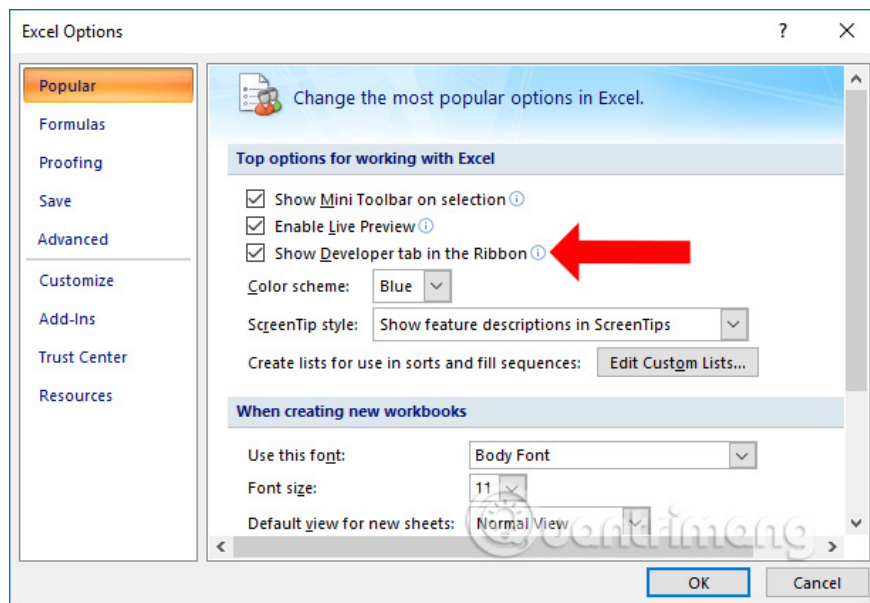 Excel Options
Popular
Formulas
Proofing
Save
Advanced
Customize
Add-Ins
Trust Center
Resources
Change the most popular options in Excel.
Top options for working with Excel
Show Mini Toolbar on selection
Enable Live Preview
Show Developer tab in the Ribbon
Color scheme: Blue
ScreenTip style: Show feature descriptions in ScreenTips
Create lists for use in sorts and fill sequences: Edit Custom Lists...
When creating new workbooks
Use this font: Body Font
Font size: 11
Default view for new sheets: Normal View
Quantrimang
OK Cancel